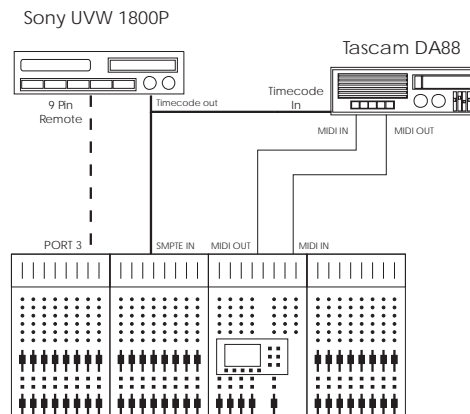 Sony UVW 1800P
Tascam DA88
9 Pin
Remote
Timecode out
Timecode
In
MIDI IN
MIDI OUT
PORT 3
SMPTE IN
MIDI OUT
MIDI IN